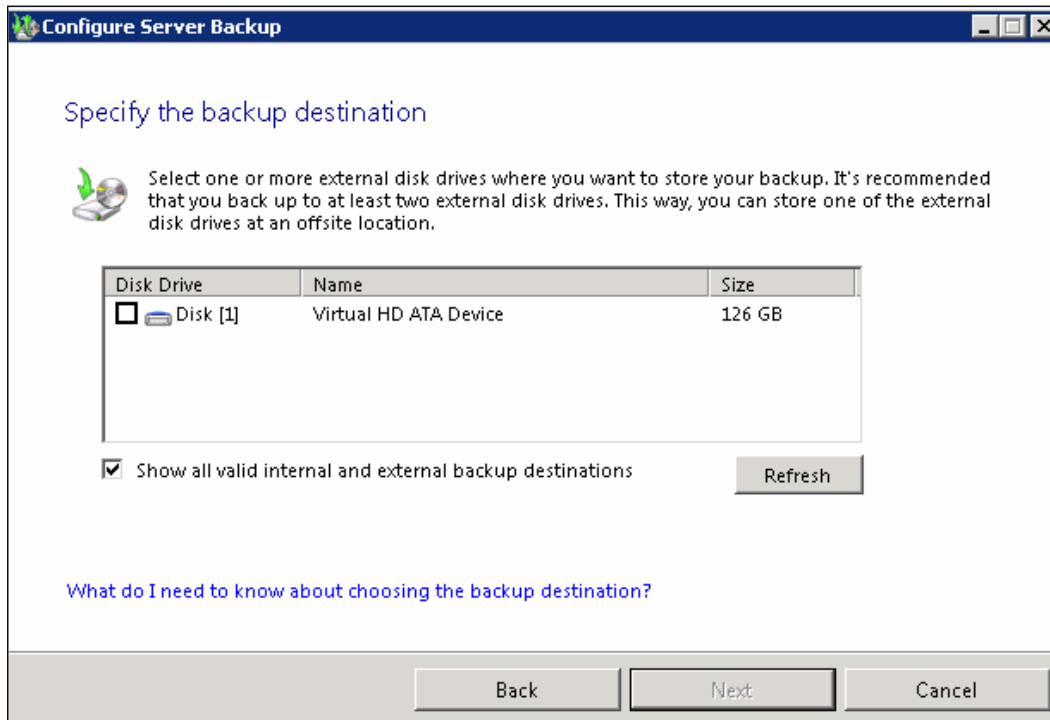 Configure Server Backup
Specify the backup destination
Select one or more external disk drives where you want to store your backup. It's recommended
that you back up to at least two external disk drives. This way, you can store one of the external
disk drives at an offsite location.
Disk Drive Name Size
Disk [1] Virtual HD ATA Device 126 GB
Show all valid internal and external backup destinations
Refresh
What do I need to know about choosing the backup destination?
Back Next Cancel